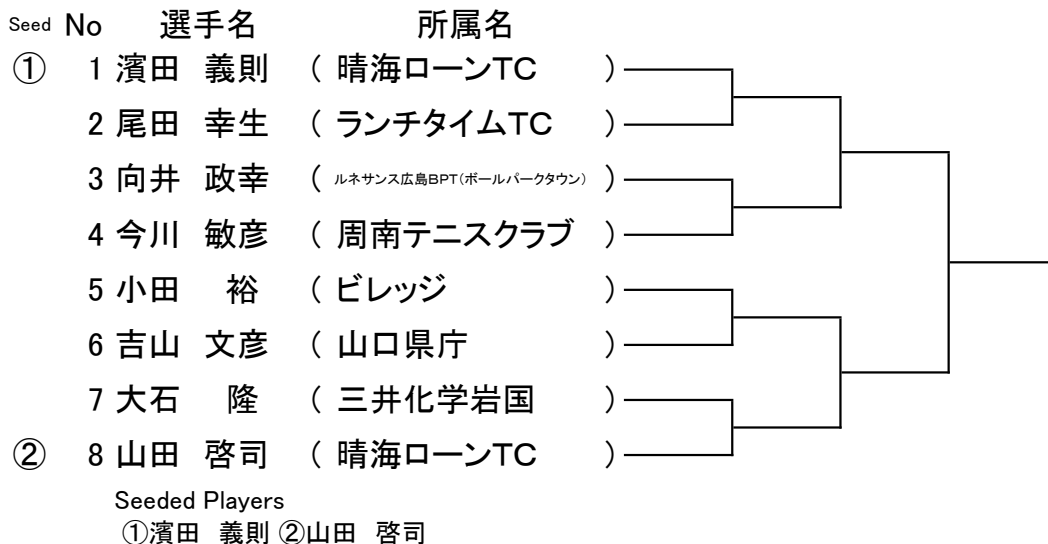 Seed No 選手名 所属名
① 1 濱田 義則 ( 晴海ローンTC )
2 尾田 幸生 ( ランチタイムTC )
3 向井 政幸 ( ルネサンス広島BPT(ボールパークタウン) )
4 今川 敏彦 ( 周南テニスクラブ )
5 小田 裕 ( ビレッジ )
6 吉山 文彦 ( 山口県庁 )
7 大石 隆 ( 三井化学岩国 )
② 8 山田 啓司 ( 晴海ローンTC )
Seeded Players
①濱田 義則 ②山田 啓司